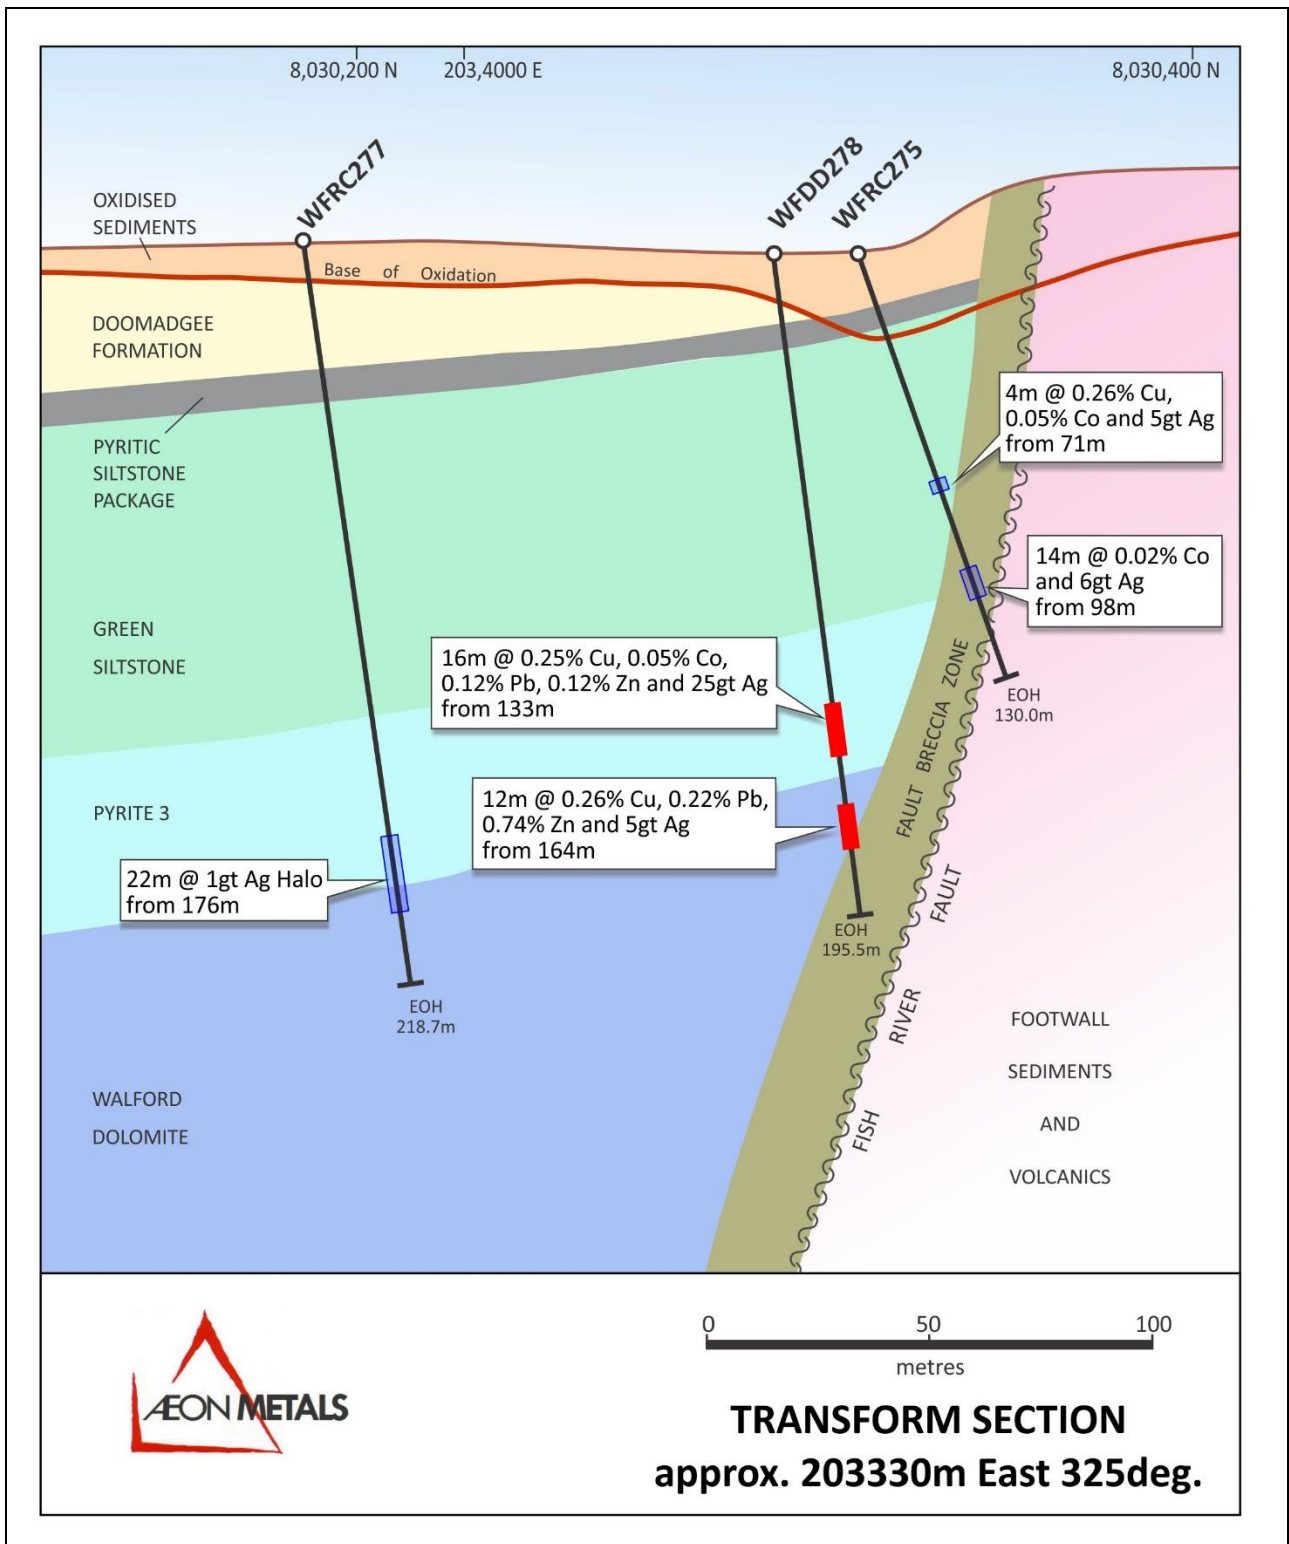 8,030,200 N
203,4000 E
8,030,400 N
WFRC277
WFDD278
WFRC275
OXIDISED
SEDIMENTS
Base of Oxidation
DOOMADGEE
FORMATION
PYRITIC
SILTSTONE
PACKAGE
4m @ 0.26% Cu,
0.05% Co and 5gt Ag
from 71m
14m @ 0.02% Co
and 6gt Ag
from 98m
GREEN
SILTSTONE
16m @ 0.25% Cu, 0.05% Co,
0.12% Pb, 0.12% Zn and 25gt Ag
from 133m
EOH
130.0m
FAULT BRECCIA ZONE
PYRITE 3
12m @ 0.26% Cu, 0.22% Pb,
0.74% Zn and 5gt Ag
from 164m
22m @ 1gt Ag Halo
from 176m
EOH
195.5m
EOH
218.7m
FISH RIVER FAULT
FOOTWALL
SEDIMENTS
AND
VOLCANICS
WALFORD
DOLOMITE
0 50 100
metres
ÆON METALS
TRANSFORM SECTION
approx. 203330m East 325deg.